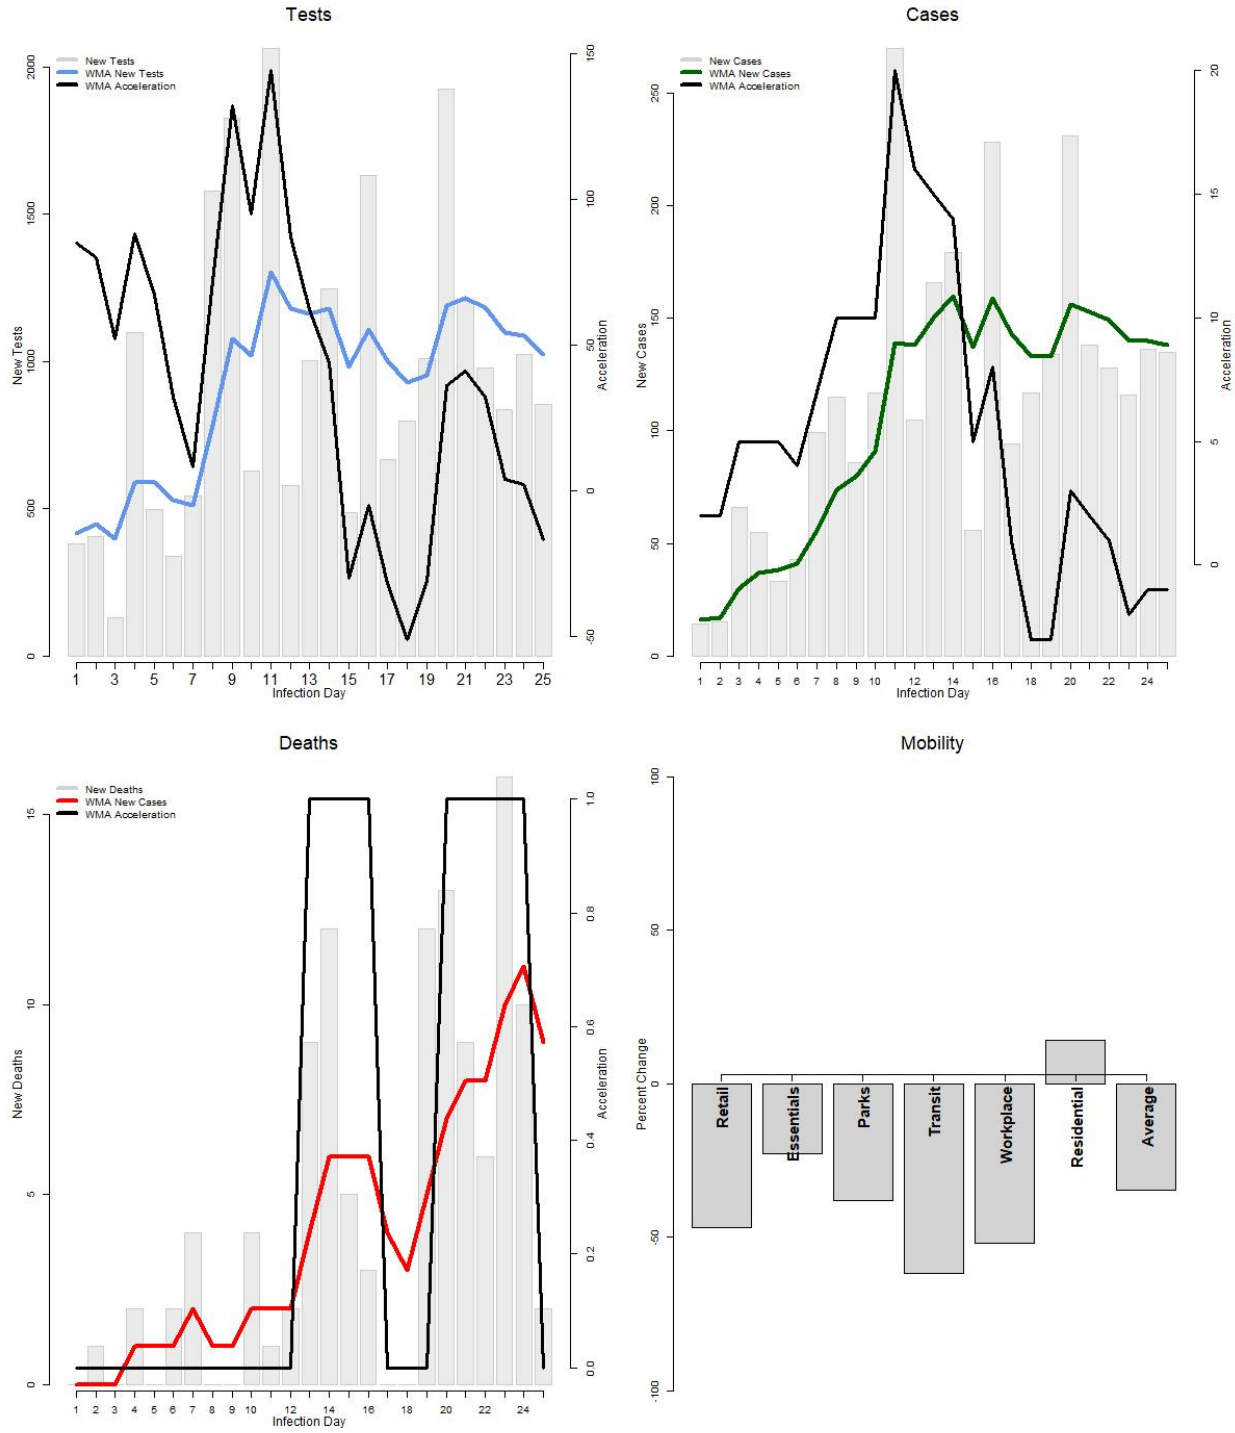 Tests
New Tests
WMA New Tests
WMA Acceleration
2000
1500
1000
500
0
New Tests
150
100
50
0
-50
Acceleration
1 3 5 7 9 11 13 15 17 19 21 23 25
Infection Day
Cases
New Cases
WMA New Cases
WMA Acceleration
250
200
150
100
50
0
New Cases
20
15
10
5
0
Acceleration
1 2 3 4 5 6 7 8 9 10 12 14 16 18 20 22 24
Infection Day
Deaths
New Deaths
WMA New Cases
WMA Acceleration
15
10
5
0
New Deaths
1.0
0.8
0.6
0.4
0.2
0.0
Acceleration
1 2 3 4 5 6 7 8 9 10 12 14 16 18 20 22 24
Infection Day
Mobility
100
50
0
-50
-100
Percent Change
Retail
Essentials
Parks
Transit
Workplace
Residential
Average